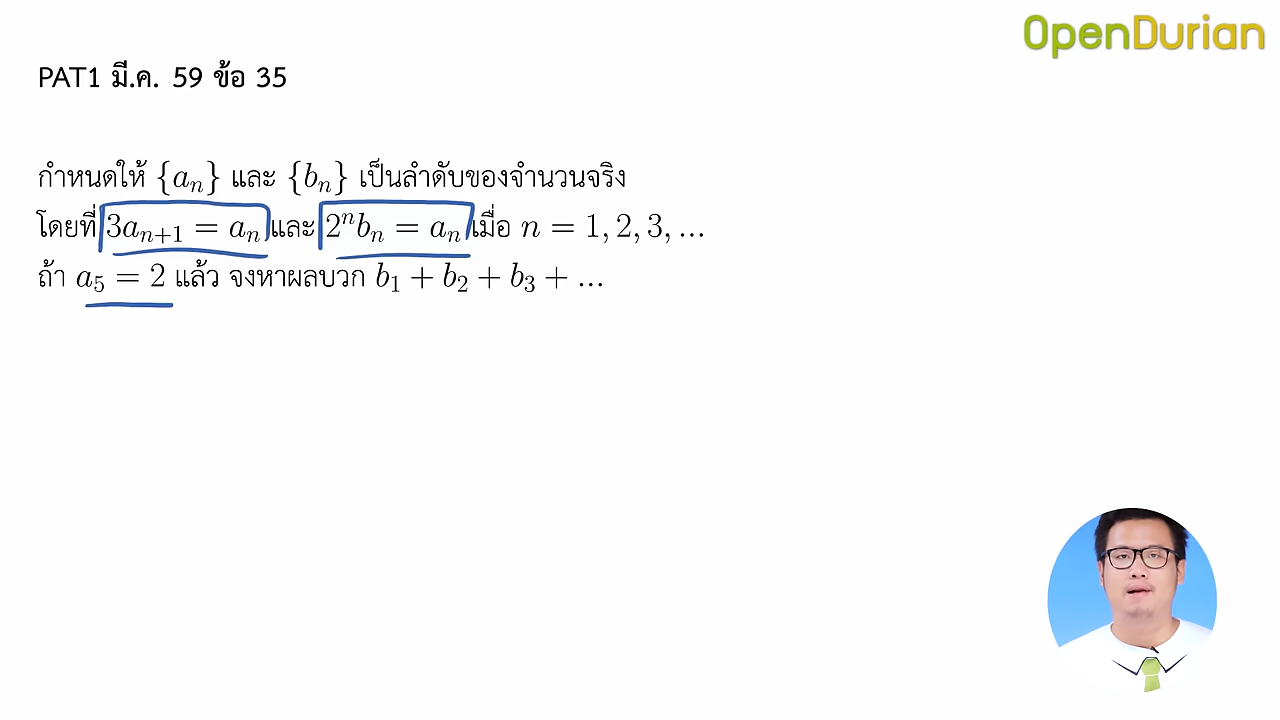 OpenDurian
PAT1 มี.ค. 59 ข้อ 35
กำหนดให้ {aₙ} และ {bₙ} เป็นลำดับของจำนวนจริง
โดยที่ 3aₙ₊₁ = aₙ และ 2ⁿbₙ = aₙ เมื่อ n = 1, 2, 3, ...
ถ้า a₅ = 2 แล้ว จงหาผลบวก b₁ + b₂ + b₃ + ...